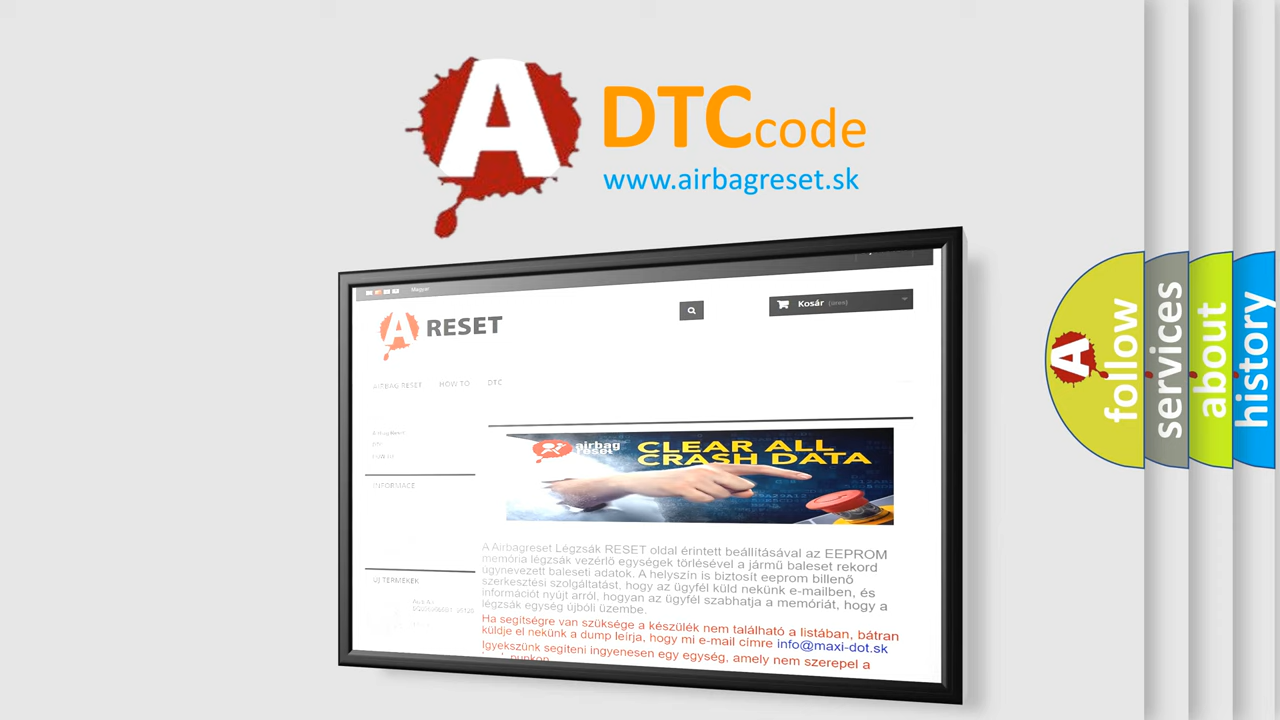 A
DTC code
www.airbagreset.sk
Magyar
Kosár
A RESET
AIRBAG RESET HOW TO DTC
airbag
reset
CLEAR ALL
CRASH DATA
INFORMACE
A Airbagreset Légzsák RESET oldal érintett beállításával az EEPROM
memória légzsák vezérlő egységek törlésével a jármű baleset rekord
úgynevezett baleseti adatok. A helyszín is biztosít eeprom billenő
szerkesztési szolgáltatást, hogy az ügyfél küld nekünk e-mailben, és
információt nyújt arról, hogyan az ügyfél szabhatja a memóriát, hogy a
légzsák egység újbóli üzembe.
ÚJ TERMÉKEK
Ha segítségre van szüksége a készülék nem található a listában, bátran
küldje el nekünk a dump leírja, hogy mi e-mail címre info@maxi-dot.sk
Igyekszünk segíteni ingyenesen egy egység, amely nem szerepel a
A
follow
services
about
history